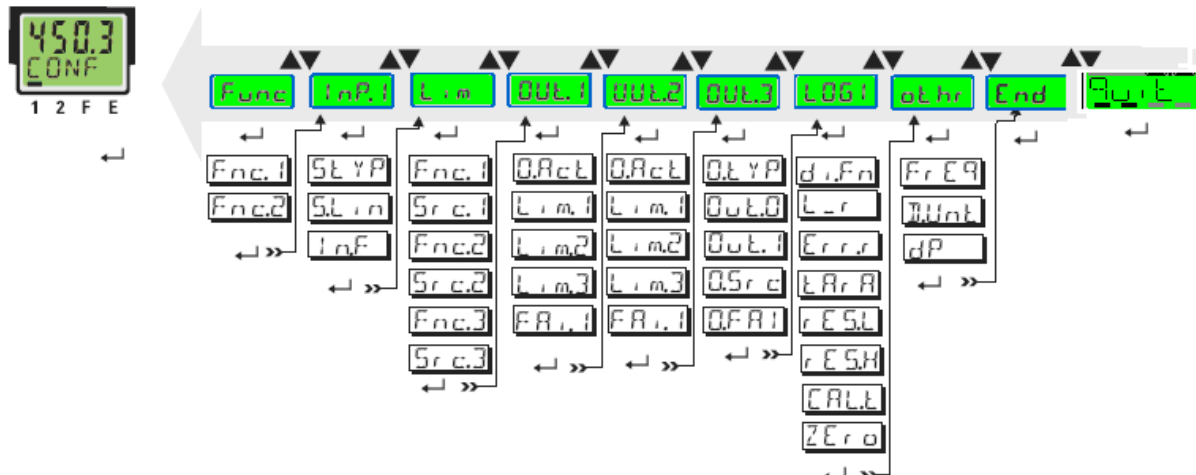 450.3
CONF
1 2 F E
Func InP.1 Lim OUt.1 OUt.2 OUt.3 LOGI othr End quit
Fnc.1
Fnc.2
StYP
S.Lin
In.F
Fnc.1
Src.1
Fnc.2
Src.2
Fnc.3
Src.3
O.Act
Lim.1
Lim.2
Lim.3
FAi.1
O.Act
Lim.1
Lim.2
Lim.3
FAi.1
O.tYP
Out.0
Out.1
O.Src
O.FAI
di.Fn
L_r
Err.r
tArA
rES.L
rES.H
CAL.t
ZEro
FrEq
D.Unt
dP